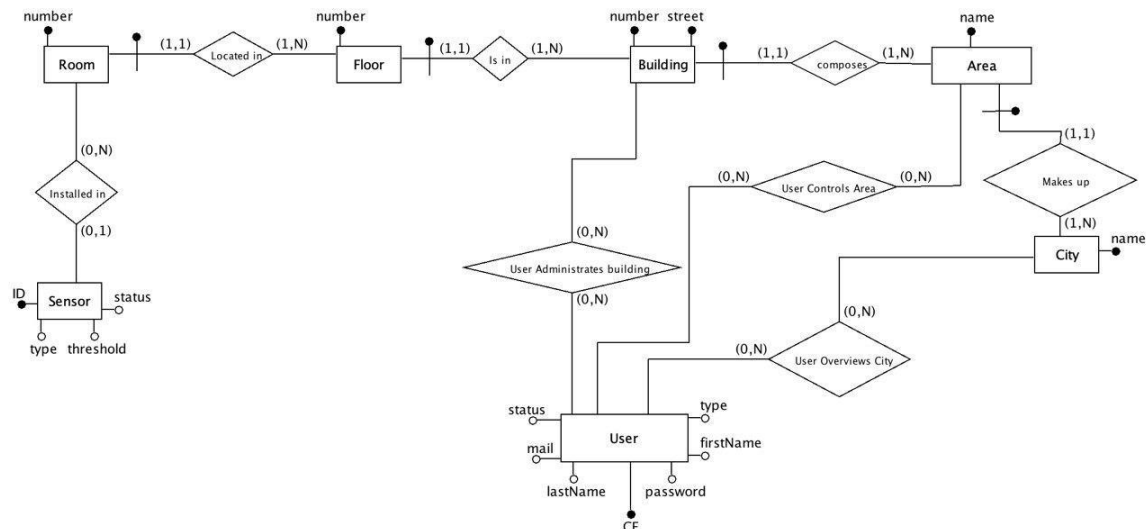 number
number
number street
name
Room
(1,1)
Located in
(1,N)
Floor
(1,1)
Is in
(1,N)
Building
(1,1)
composes
(1,N)
Area
(0,N)
Installed in
(0,1)
(0,N)
User Controls Area
(0,N)
(1,1)
Makes up
(1,N)
City
name
(0,N)
User Administrates building
(0,N)
ID
Sensor
status
type
threshold
(0,N)
(0,N)
User Overviews City
status
type
User
mail
firstName
lastName
password
CF